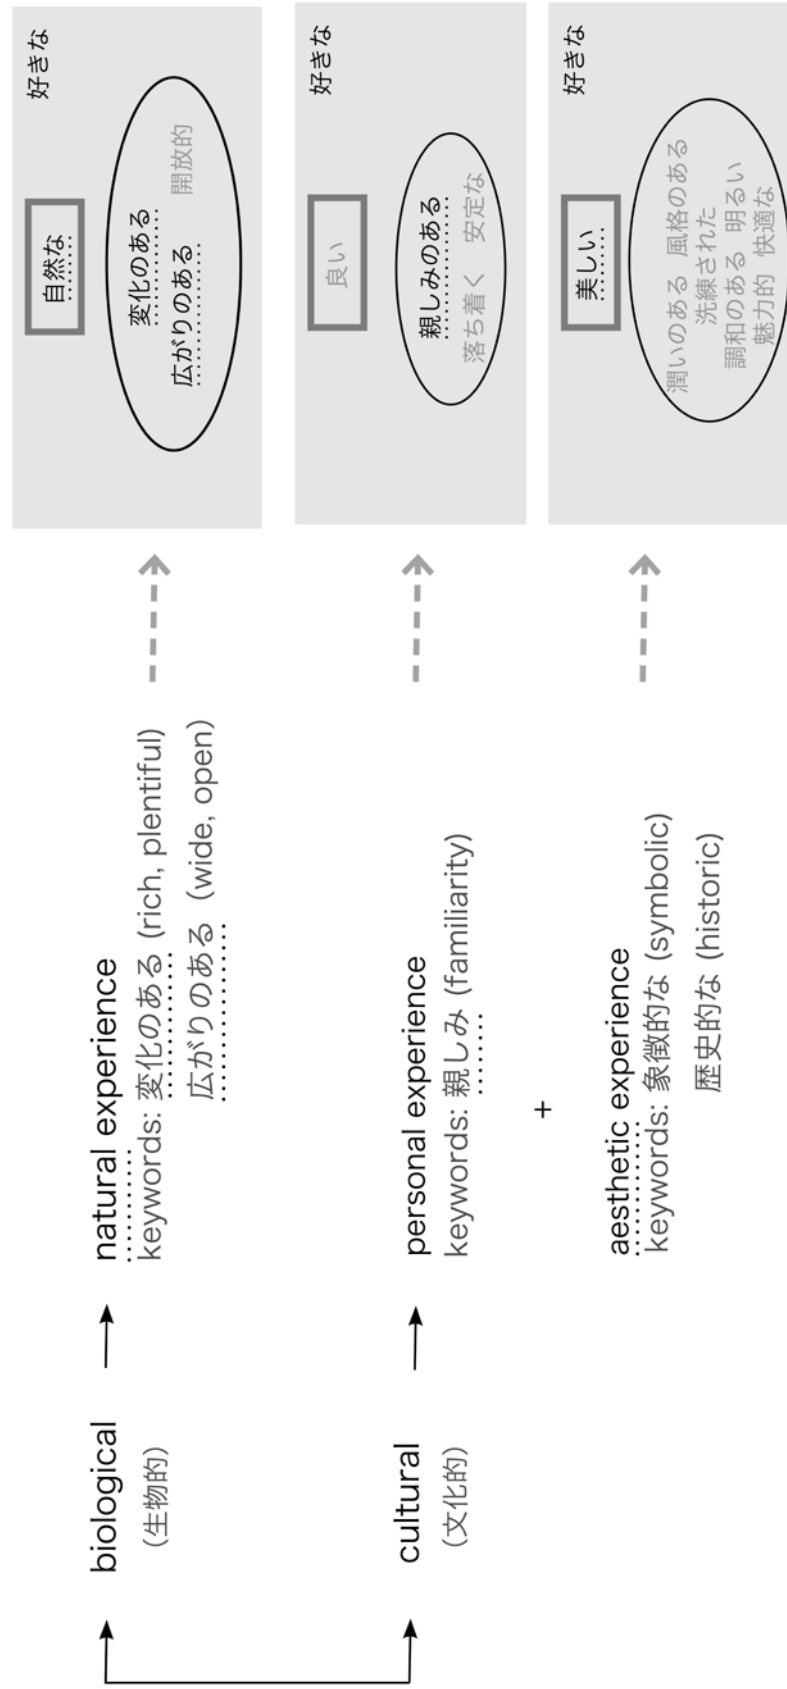 biological
(生物的)
natural experience
keywords: 変化のある (rich, plentiful)
広がりのある (wide, open)
好きな
自然な
変化のある
広がりのある 開放的
cultural
(文化的)
personal experience
keywords: 親しみ (familiarity)
好きな
良い
親しみのある
落ち着く 安定な
+
aesthetic experience
keywords: 象徴的な (symbolic)
歴史的な (historic)
好きな
美しい
潤いのある 風格のある
洗練された
調和のある 明るい
魅力的 快適な